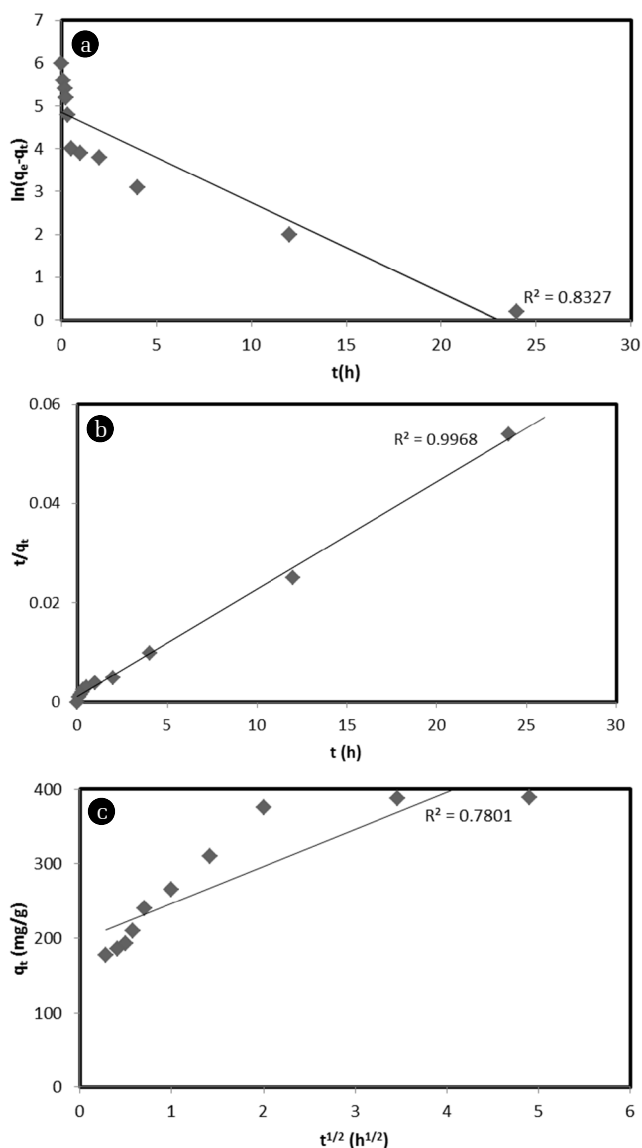 a
7
6
5
4
3
2
1
0
ln(qₑ-qₜ)
R² = 0.8327
0 5 10 15 20 25 30
t(h)
b
0.06
0.04
0.02
0
t/qₜ
R² = 0.9968
0 5 10 15 20 25 30
t (h)
c
400
300
200
100
0
qₜ (mg/g)
R² = 0.7801
0 1 2 3 4 5 6
t¹/² (h¹/²)